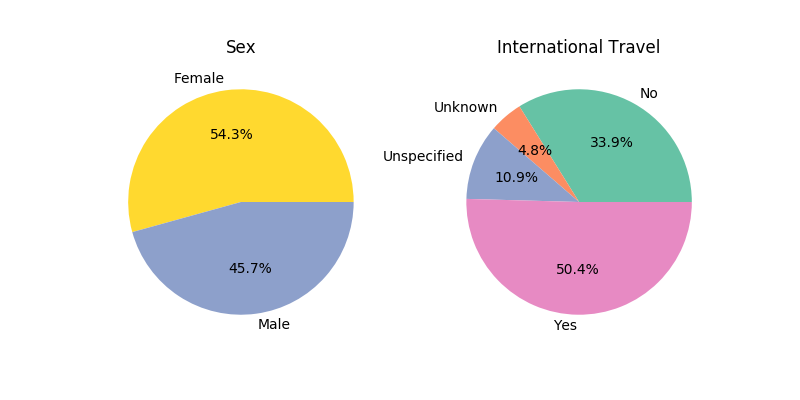 Sex
Female
54.3%
45.7%
Male
International Travel
No
Unknown
33.9%
4.8%
Unspecified
10.9%
50.4%
Yes